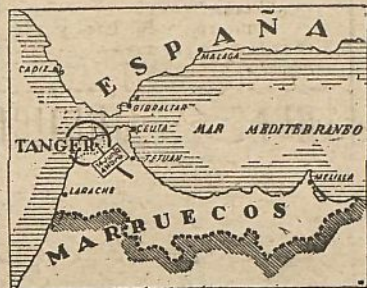 ESPAÑA
CADIZ
MALAGA
GIBRALTAR
CEUTA
MAR MEDITERRANEO
TANGER
TETUAN
MELILLA
LARACHE
MARRUECOS